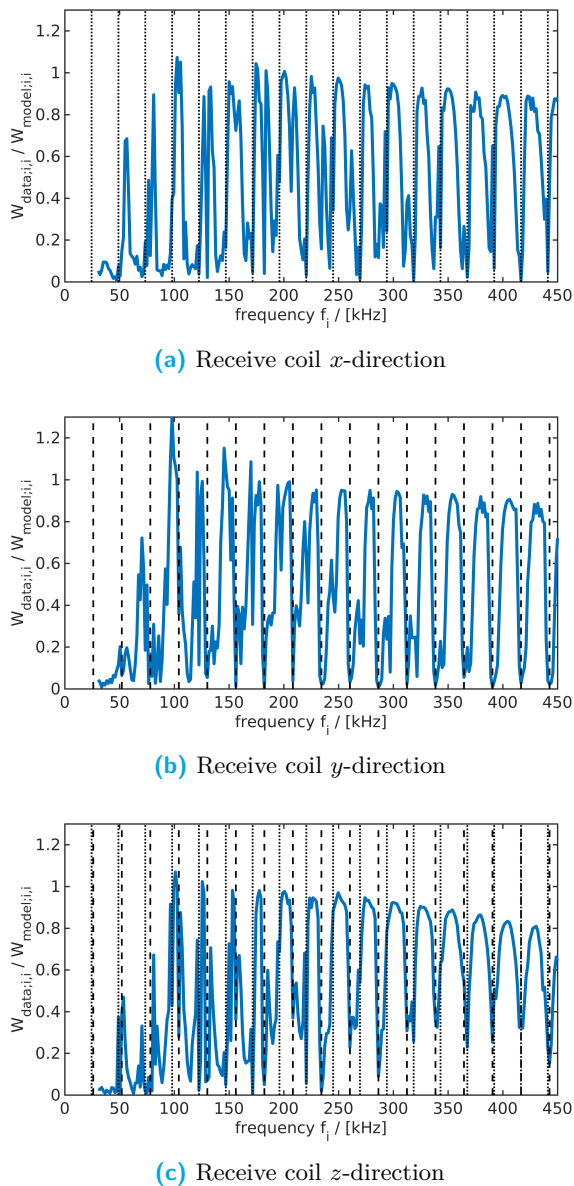 1.2
1
0.8
0.6
0.4
0.2
0
W_data;i,i / W_model;i,i
0 50 100 150 200 250 300 350 400 450
frequency f_i / [kHz]
(a) Receive coil x-direction
1.2
1
0.8
0.6
0.4
0.2
0
W_data;i,i / W_model;i,i
0 50 100 150 200 250 300 350 400 450
frequency f_i / [kHz]
(b) Receive coil y-direction
1.2
1
0.8
0.6
0.4
0.2
0
W_data;i,i / W_model;i,i
0 50 100 150 200 250 300 350 400 450
frequency f_i / [kHz]
(c) Receive coil z-direction